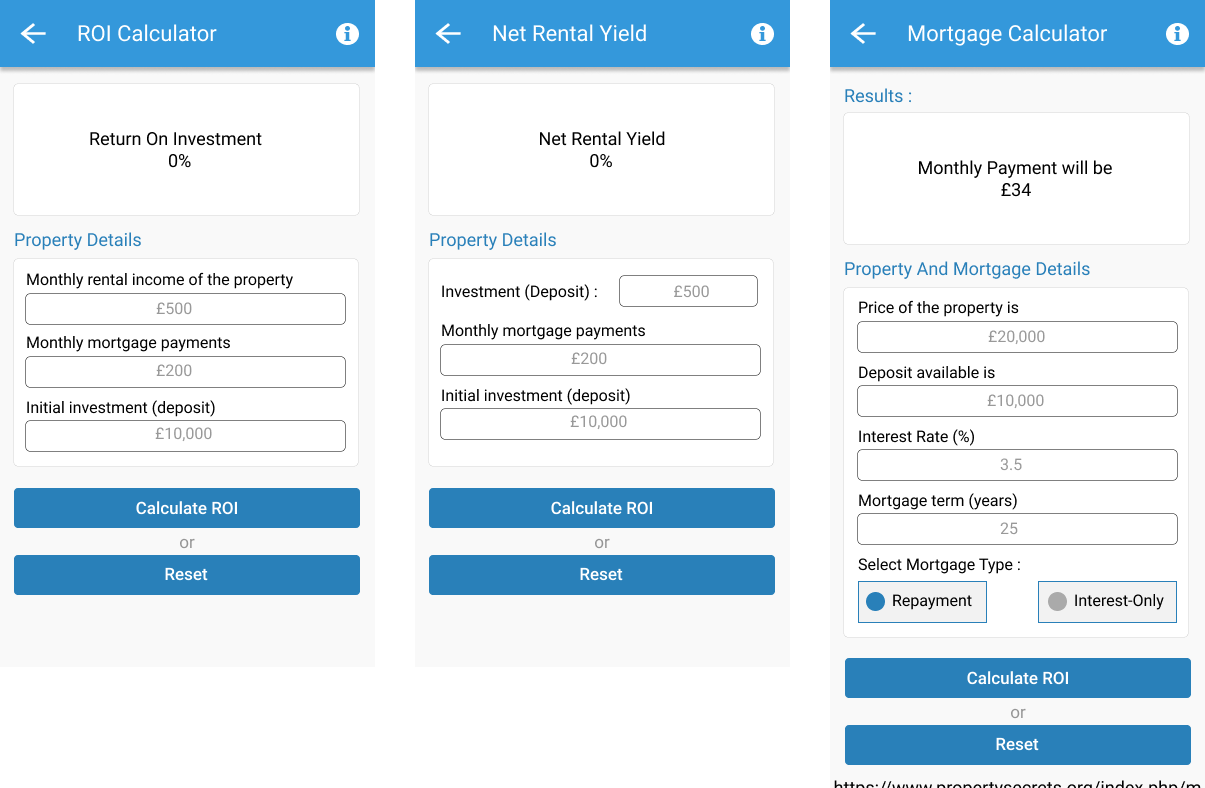 ROI Calculator
Return On Investment
0%
Property Details
Monthly rental income of the property
£500
Monthly mortgage payments
£200
Initial investment (deposit)
£10,000
Calculate ROI
or
Reset
Net Rental Yield
Net Rental Yield
0%
Property Details
Investment (Deposit) :
£500
Monthly mortgage payments
£200
Initial investment (deposit)
£10,000
Calculate ROI
or
Reset
Mortgage Calculator
Results :
Monthly Payment will be
£34
Property And Mortgage Details
Price of the property is
£20,000
Deposit available is
£10,000
Interest Rate (%)
3.5
Mortgage term (years)
25
Select Mortgage Type :
Repayment
Interest-Only
Calculate ROI
or
Reset
https://www.propertysecrets.org/index.php/m